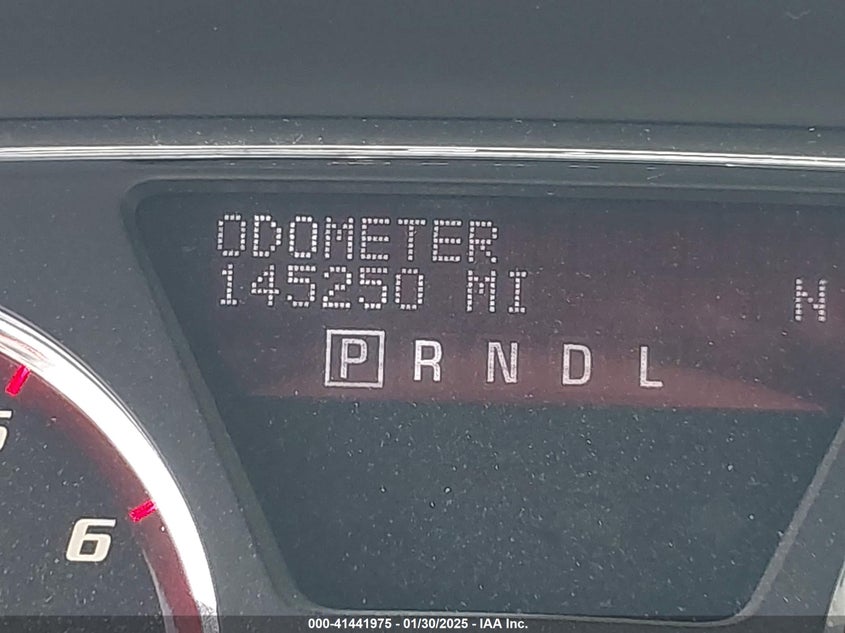 ODOMETER
145250 MI
N
P R N D L
6
000-41441975 - 01/30/2025 - IAA Inc.